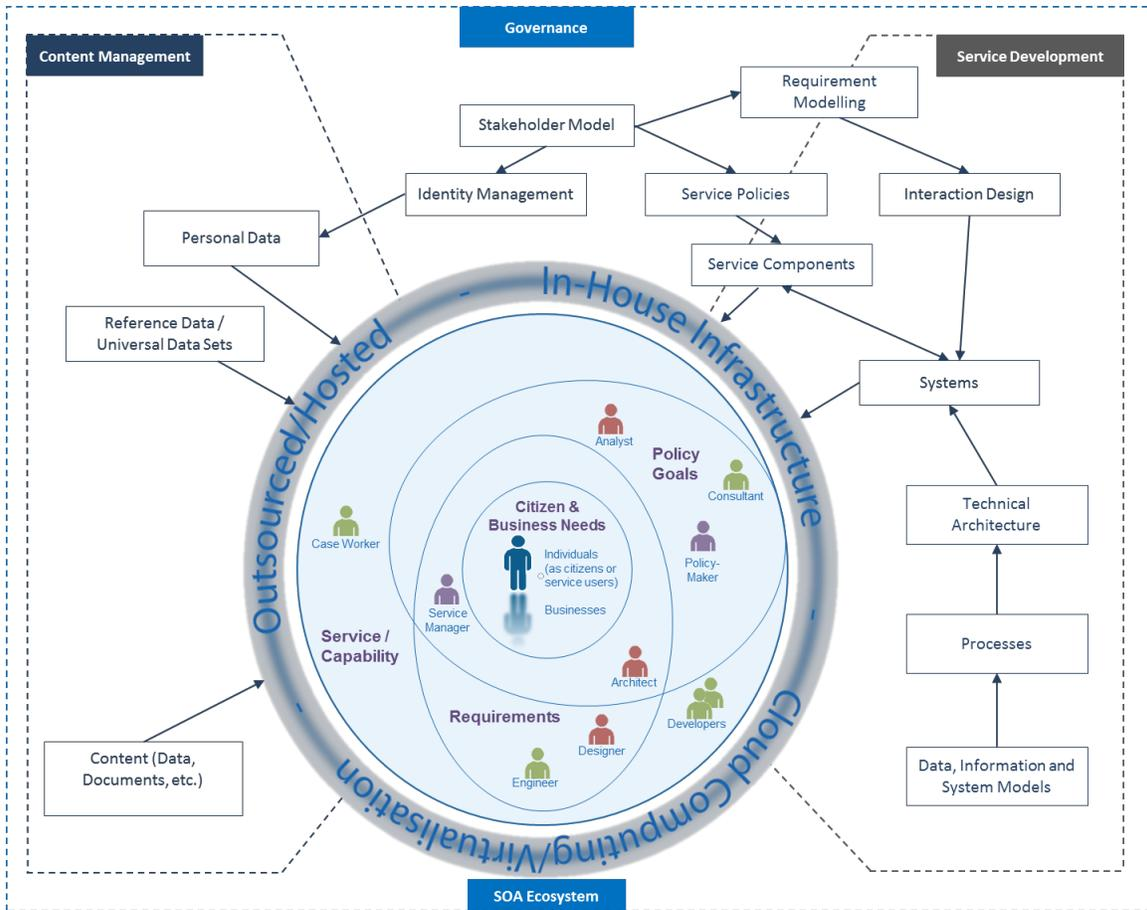 Governance
Content Management
Service Development
Requirement
Modelling
Stakeholder Model
Identity Management
Service Policies
Interaction Design
Personal Data
Service Components
Reference Data /
Universal Data Sets
Systems
Technical
Architecture
Processes
Data, Information and
System Models
Content (Data,
Documents, etc.)
Outsourced/Hosted
-
In-House Infrastructure
-
Cloud Computing/Virtualisation
-
Analyst
Policy
Goals
Consultant
Citizen &
Business Needs
Case Worker
Individuals
(as citizens or
service users)
Policy-
Maker
Businesses
Service
Manager
Service /
Capability
Architect
Requirements
Developers
Designer
Engineer
SOA Ecosystem